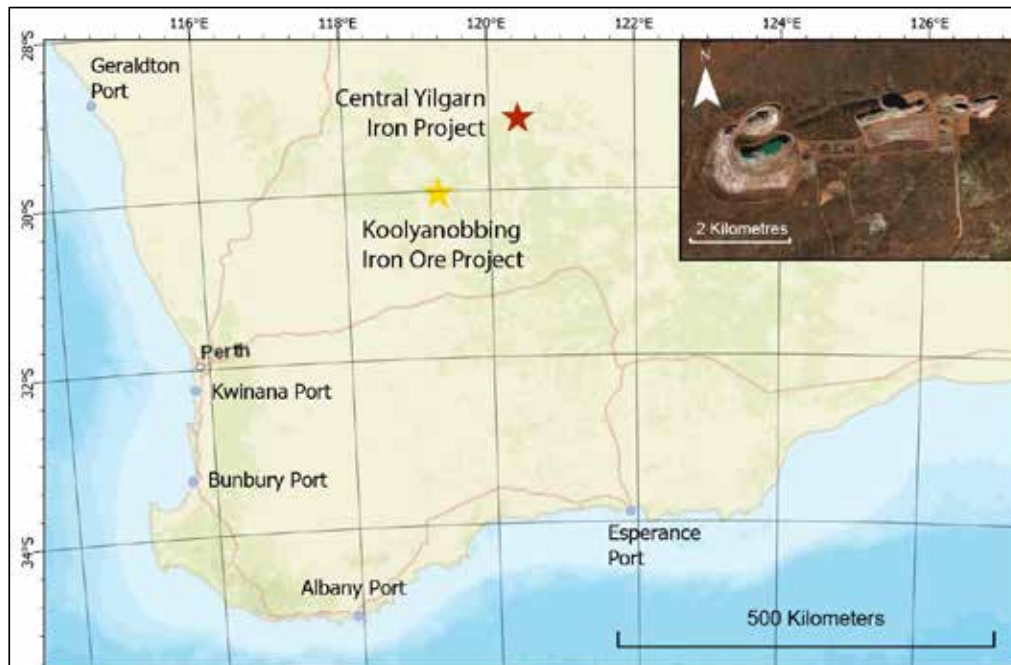 116°E 118°E 120°E 122°E 124°E 126°E
28°S
Geraldton
Port
Central Yilgarn
Iron Project
N
2 Kilometres
30°S
Koolyanobbing
Iron Ore Project
Perth
32°S
Kwinana Port
Bunbury Port
Esperance
Port
34°S
Albany Port
500 Kilometers